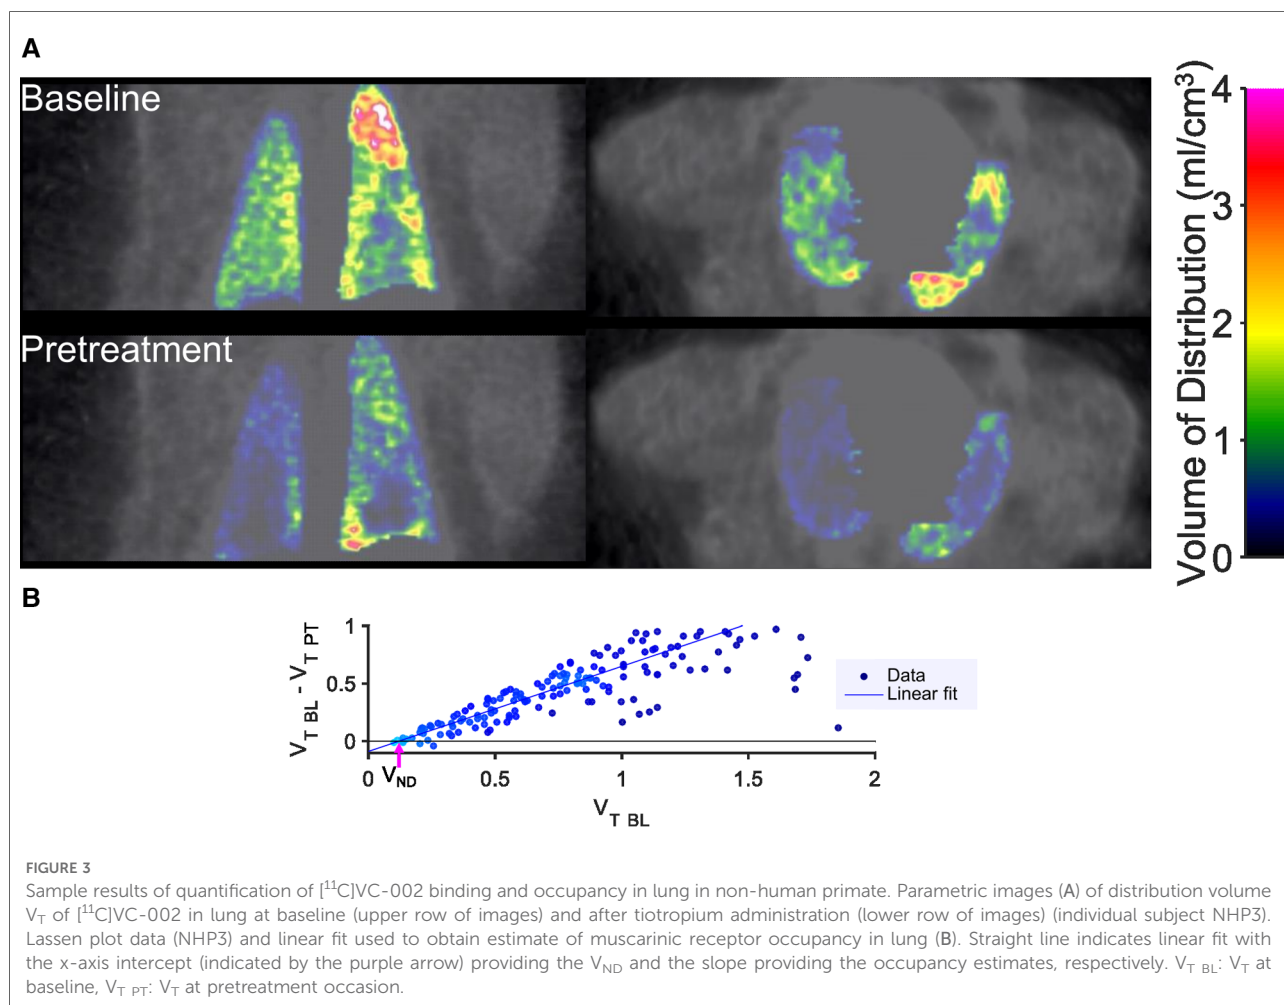 A
Baseline
Pretreatment
Volume of Distribution (ml/cm³)
4
3
2
1
0
B
V_T BL - V_T PT
1
0.5
0
0 V_ND 0.5 1 1.5 2
V_T BL
Data
Linear fit
FIGURE 3
Sample results of quantification of [¹¹C]VC-002 binding and occupancy in lung in non-human primate. Parametric images (A) of distribution volume
V_T of [¹¹C]VC-002 in lung at baseline (upper row of images) and after tiotropium administration (lower row of images) (individual subject NHP3).
Lassen plot data (NHP3) and linear fit used to obtain estimate of muscarinic receptor occupancy in lung (B). Straight line indicates linear fit with
the x-axis intercept (indicated by the purple arrow) providing the V_ND and the slope providing the occupancy estimates, respectively. V_T BL: V_T at
baseline, V_T PT: V_T at pretreatment occasion.